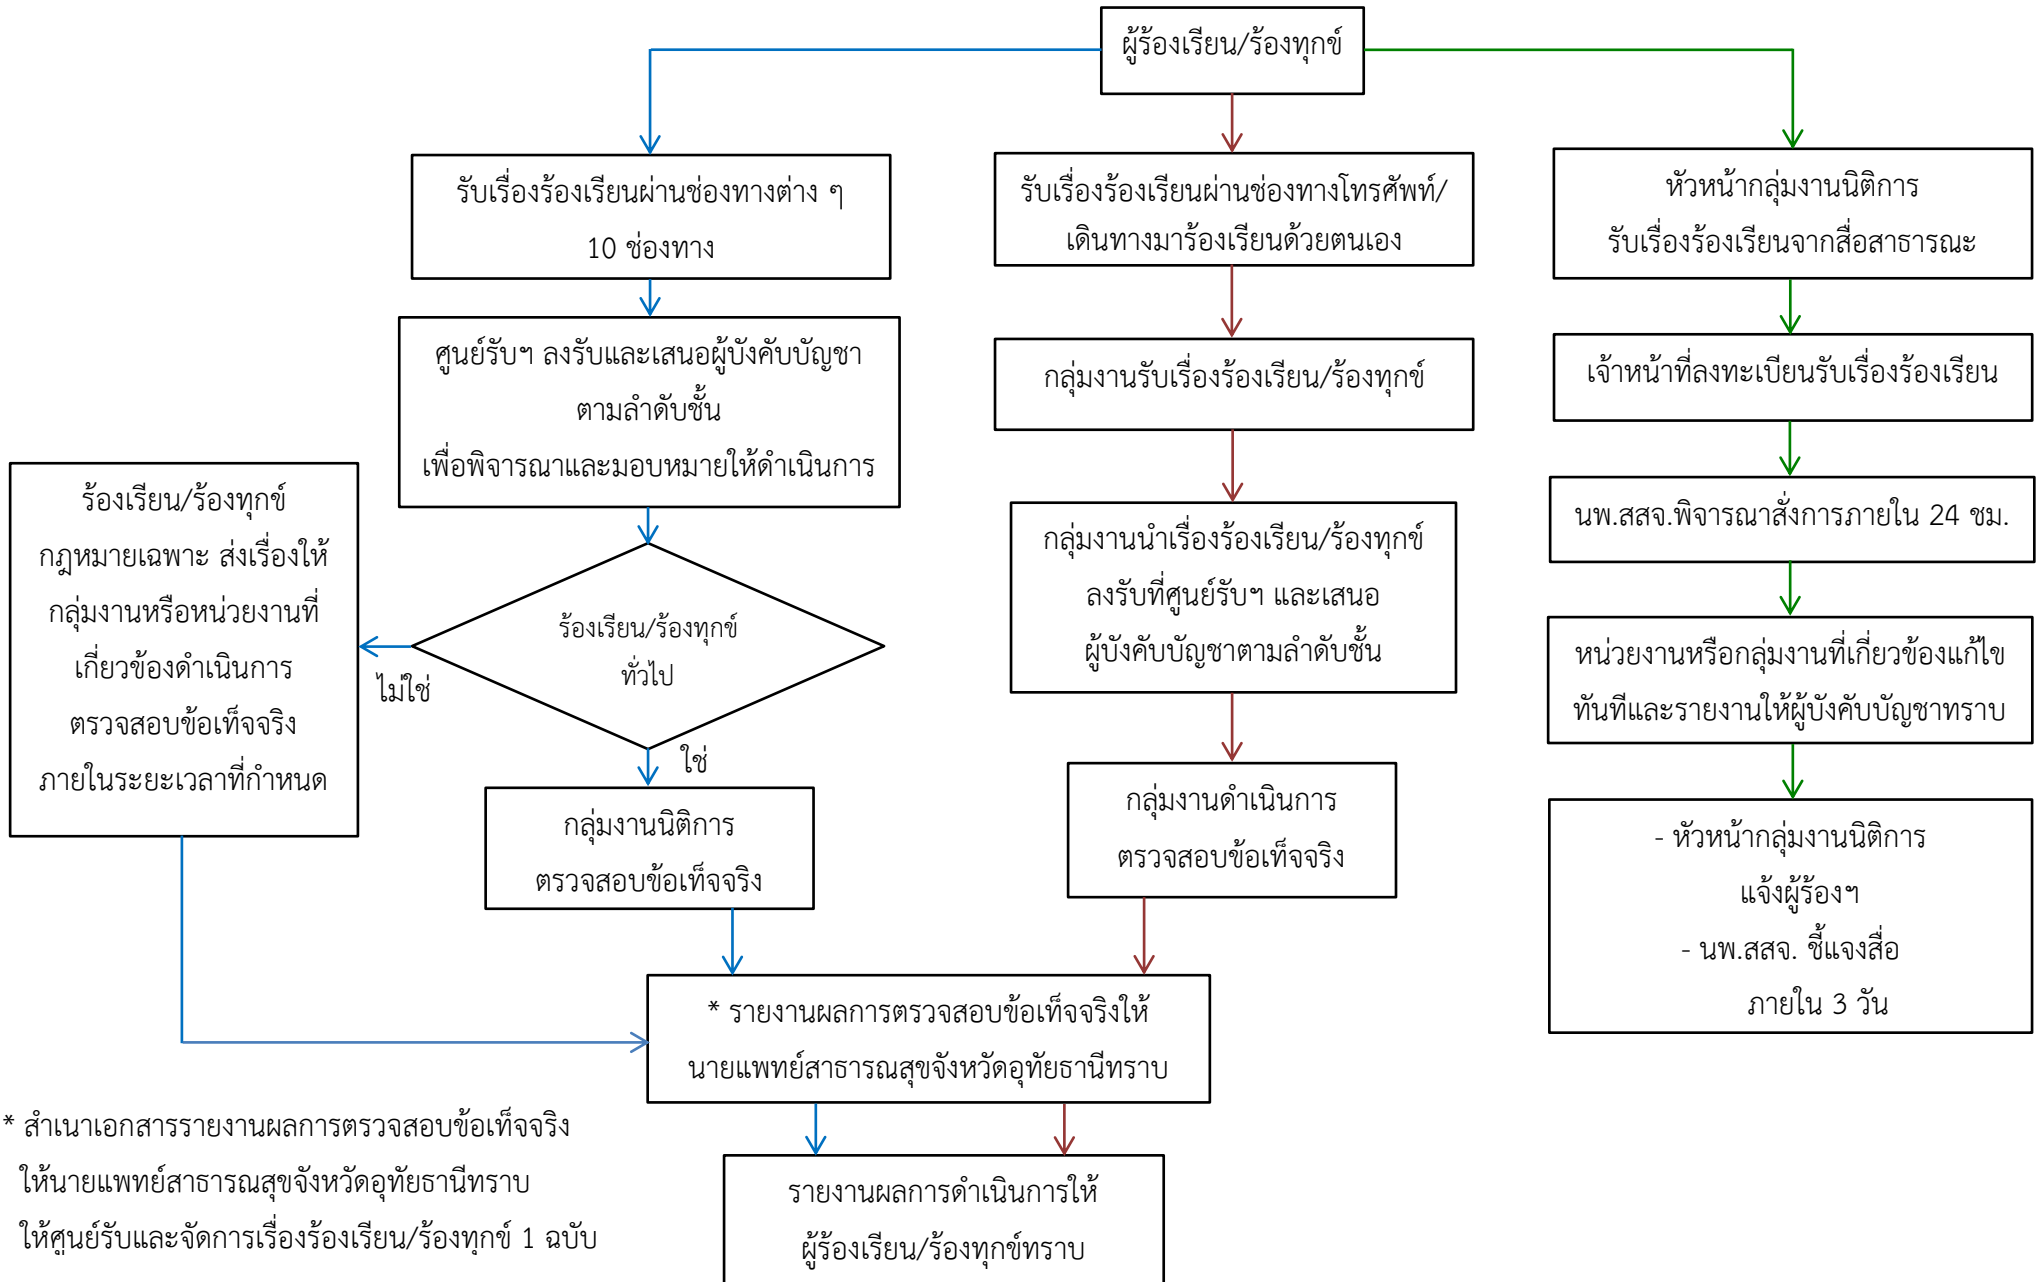 ผู้ร้องเรียน/ร้องทุกข์
รับเรื่องร้องเรียนผ่านช่องทางต่าง ๆ
10 ช่องทาง
ศูนย์รับฯ ลงรับและเสนอผู้บังคับบัญชา
ตามลำดับชั้น
เพื่อพิจารณาและมอบหมายให้ดำเนินการ
ร้องเรียน/ร้องทุกข์
ทั่วไป
ไม่ใช่
ใช่
ร้องเรียน/ร้องทุกข์
กฎหมายเฉพาะ ส่งเรื่องให้
กลุ่มงานหรือหน่วยงานที่
เกี่ยวข้องดำเนินการ
ตรวจสอบข้อเท็จจริง
ภายในระยะเวลาที่กำหนด
กลุ่มงานนิติการ
ตรวจสอบข้อเท็จจริง
รับเรื่องร้องเรียนผ่านช่องทางโทรศัพท์/
เดินทางมาร้องเรียนด้วยตนเอง
กลุ่มงานรับเรื่องร้องเรียน/ร้องทุกข์
กลุ่มงานนำเรื่องร้องเรียน/ร้องทุกข์
ลงรับที่ศูนย์รับฯ และเสนอ
ผู้บังคับบัญชาตามลำดับชั้น
กลุ่มงานดำเนินการ
ตรวจสอบข้อเท็จจริง
* รายงานผลการตรวจสอบข้อเท็จจริงให้
นายแพทย์สาธารณสุขจังหวัดอุทัยธานีทราบ
รายงานผลการดำเนินการให้
ผู้ร้องเรียน/ร้องทุกข์ทราบ
หัวหน้ากลุ่มงานนิติการ
รับเรื่องร้องเรียนจากสื่อสาธารณะ
เจ้าหน้าที่ลงทะเบียนรับเรื่องร้องเรียน
นพ.สสจ.พิจารณาสั่งการภายใน 24 ชม.
หน่วยงานหรือกลุ่มงานที่เกี่ยวข้องแก้ไข
ทันทีและรายงานให้ผู้บังคับบัญชาทราบ
- หัวหน้ากลุ่มงานนิติการ
แจ้งผู้ร้องฯ
- นพ.สสจ. ชี้แจงสื่อ
ภายใน 3 วัน
* สำเนาเอกสารรายงานผลการตรวจสอบข้อเท็จจริง
ให้นายแพทย์สาธารณสุขจังหวัดอุทัยธานีทราบ
ให้ศูนย์รับและจัดการเรื่องร้องเรียน/ร้องทุกข์ 1 ฉบับ